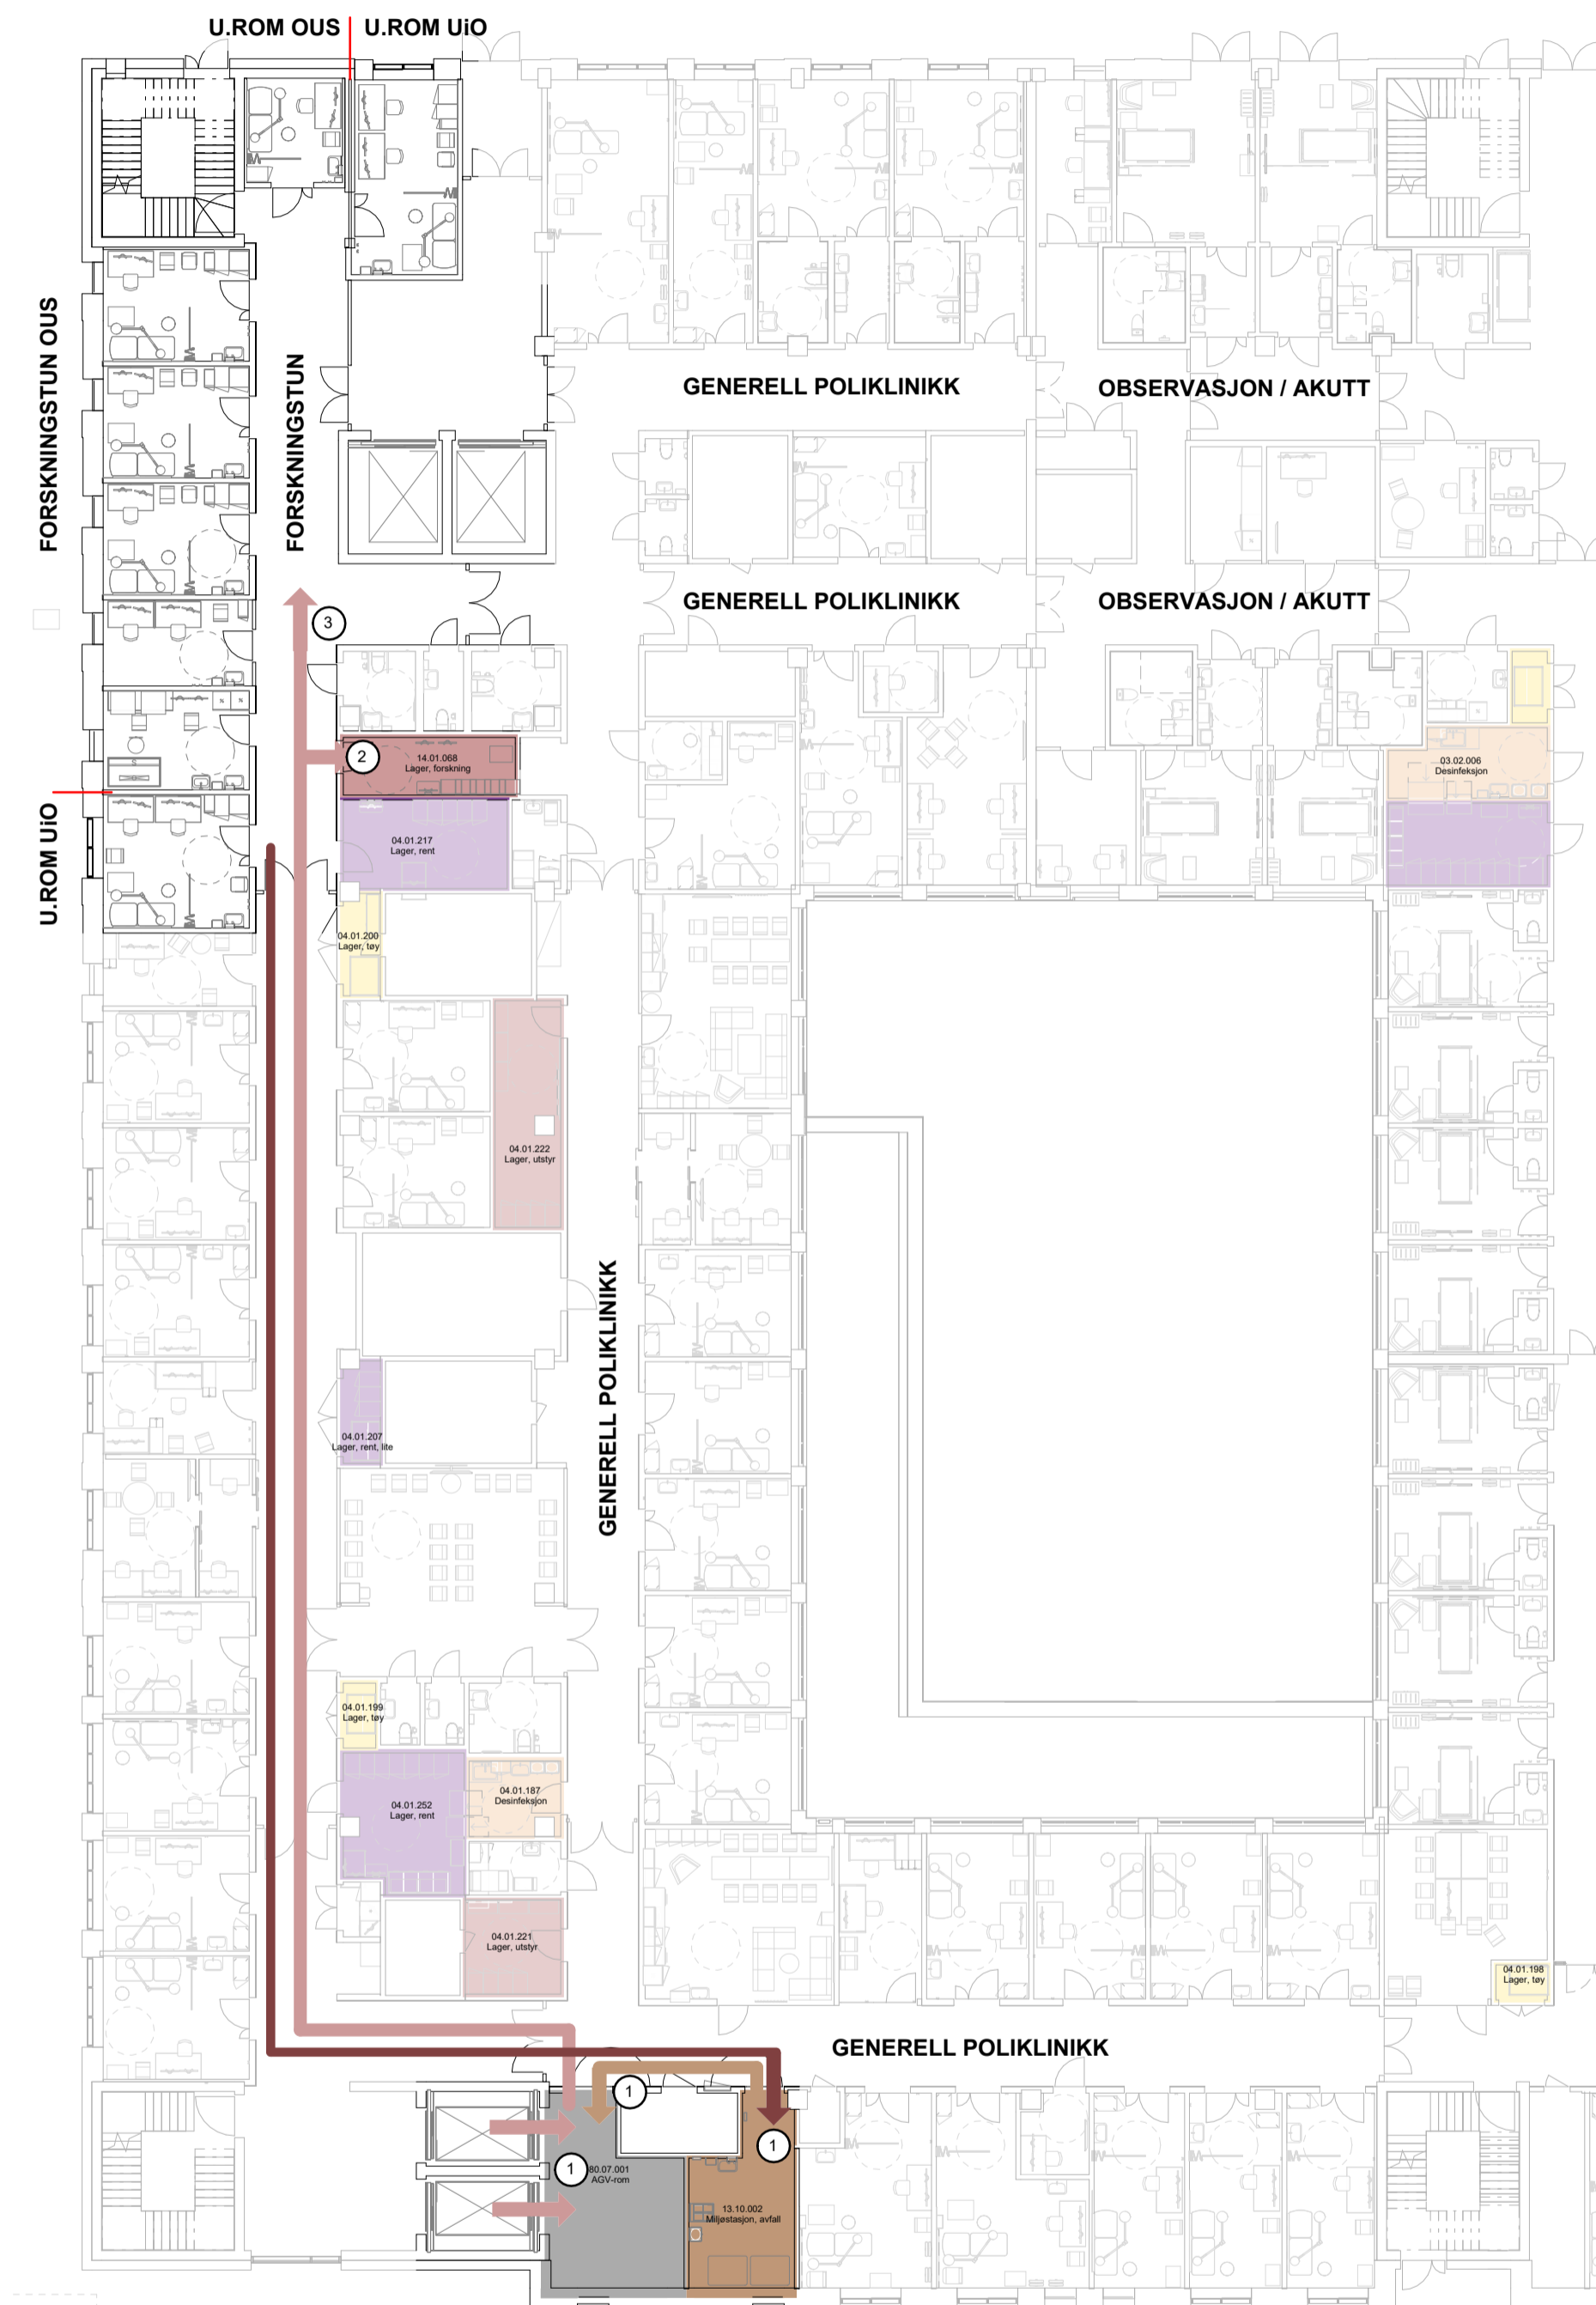 U.ROM OUS
U.ROM UiO
FORSKNINGSTUN OUS
FORSKNINGSTUN
GENERELL POLIKLINIKK
OBSERVASJON / AKUTT
GENERELL POLIKLINIKK
OBSERVASJON / AKUTT
3
2
14.01.068
Lager, forskning
N
N
03.02.006
Desinfeksjon
U.ROM UiO
04.01.217
Lager, rent
04.01.200
Lager, tøy
04.01.222
Lager, utstyr
GENERELL POLIKLINIKK
04.01.207
Lager, rent, lite
04.01.199
Lager, tøy
04.01.187
Desinfeksjon
04.01.252
Lager, rent
04.01.221
Lager, utstyr
04.01.198
Lager, tøy
GENERELL POLIKLINIKK
1
1
1
80.07.001
AGV-rom
13.10.002
Miljøstasjon, avfall